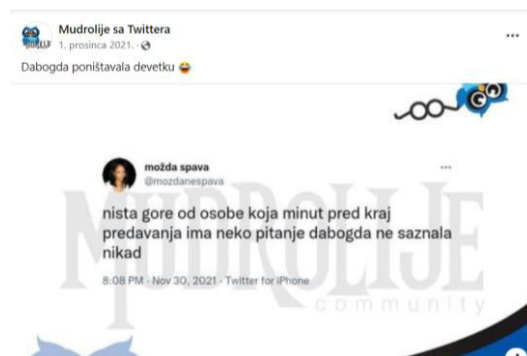 Mudrolije sa Twittera
1. prosinca 2021. ·
Dabogda poništavala devetku 😂
možda spava
@mozdanespava
nista gore od osobe koja minut pred kraj
predavanja ima neko pitanje dabogda ne saznala
nikad
8:08 PM · Nov 30, 2021 · Twitter for iPhone
MUDROLIJE
community